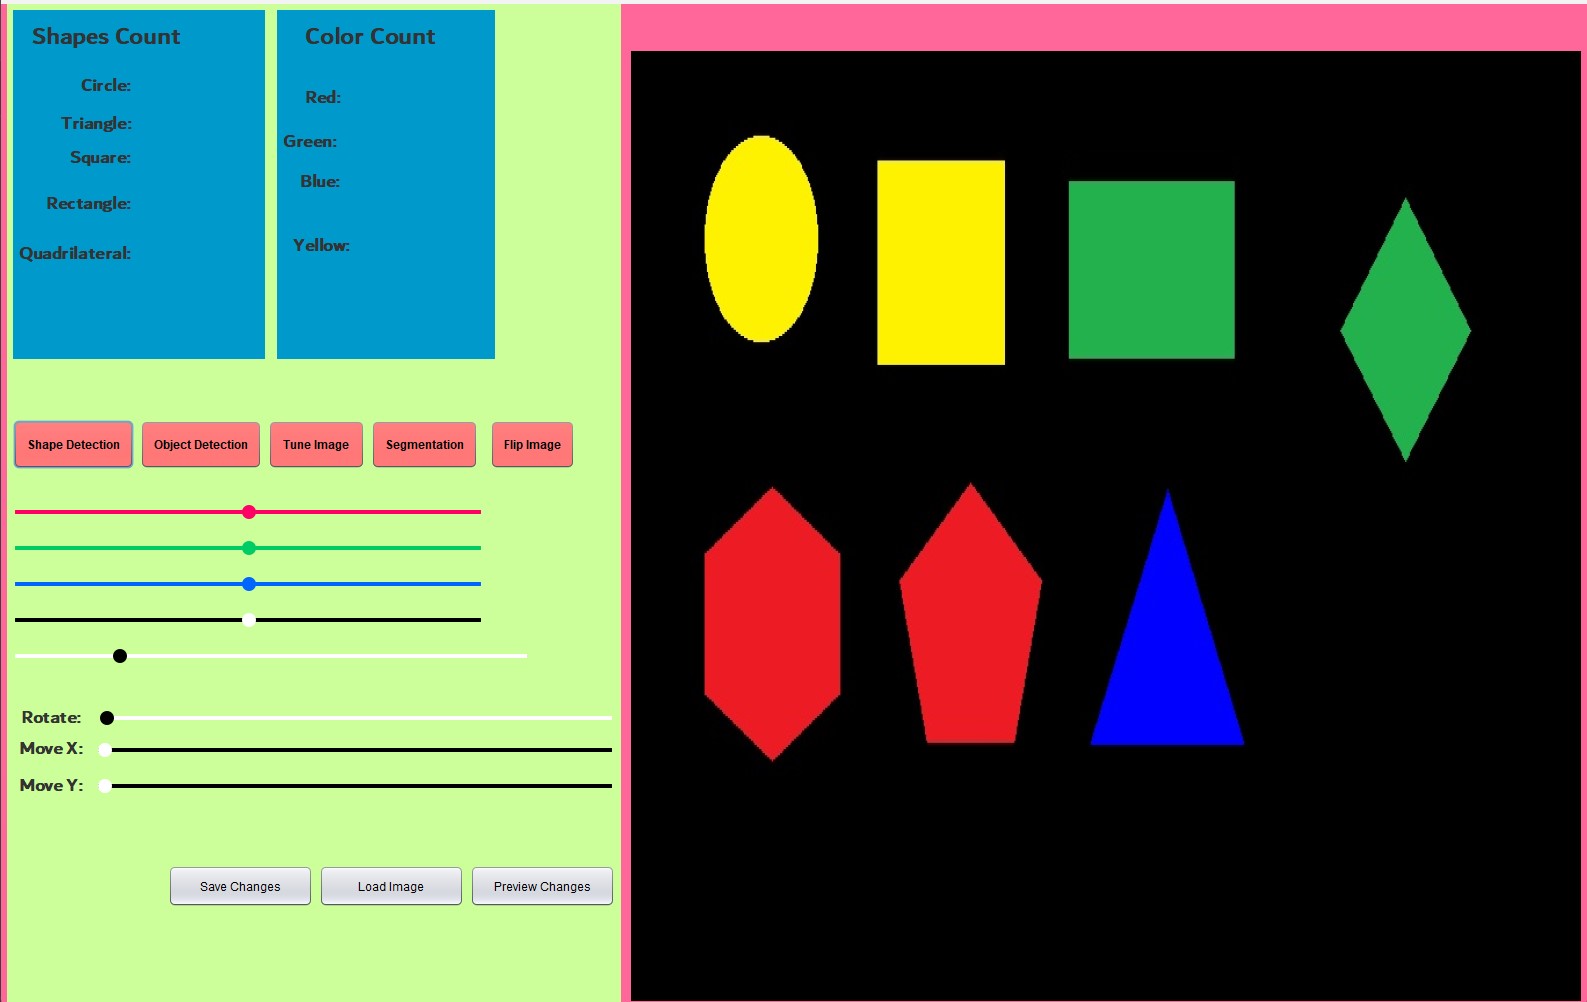 Shapes Count
Circle:
Triangle:
Square:
Rectangle:
Quadrilateral:
Color Count
Red:
Green:
Blue:
Yellow:
Shape Detection
Object Detection
Tune Image
Segmentation
Flip Image
Rotate:
Move X:
Move Y:
Save Changes
Load Image
Preview Changes